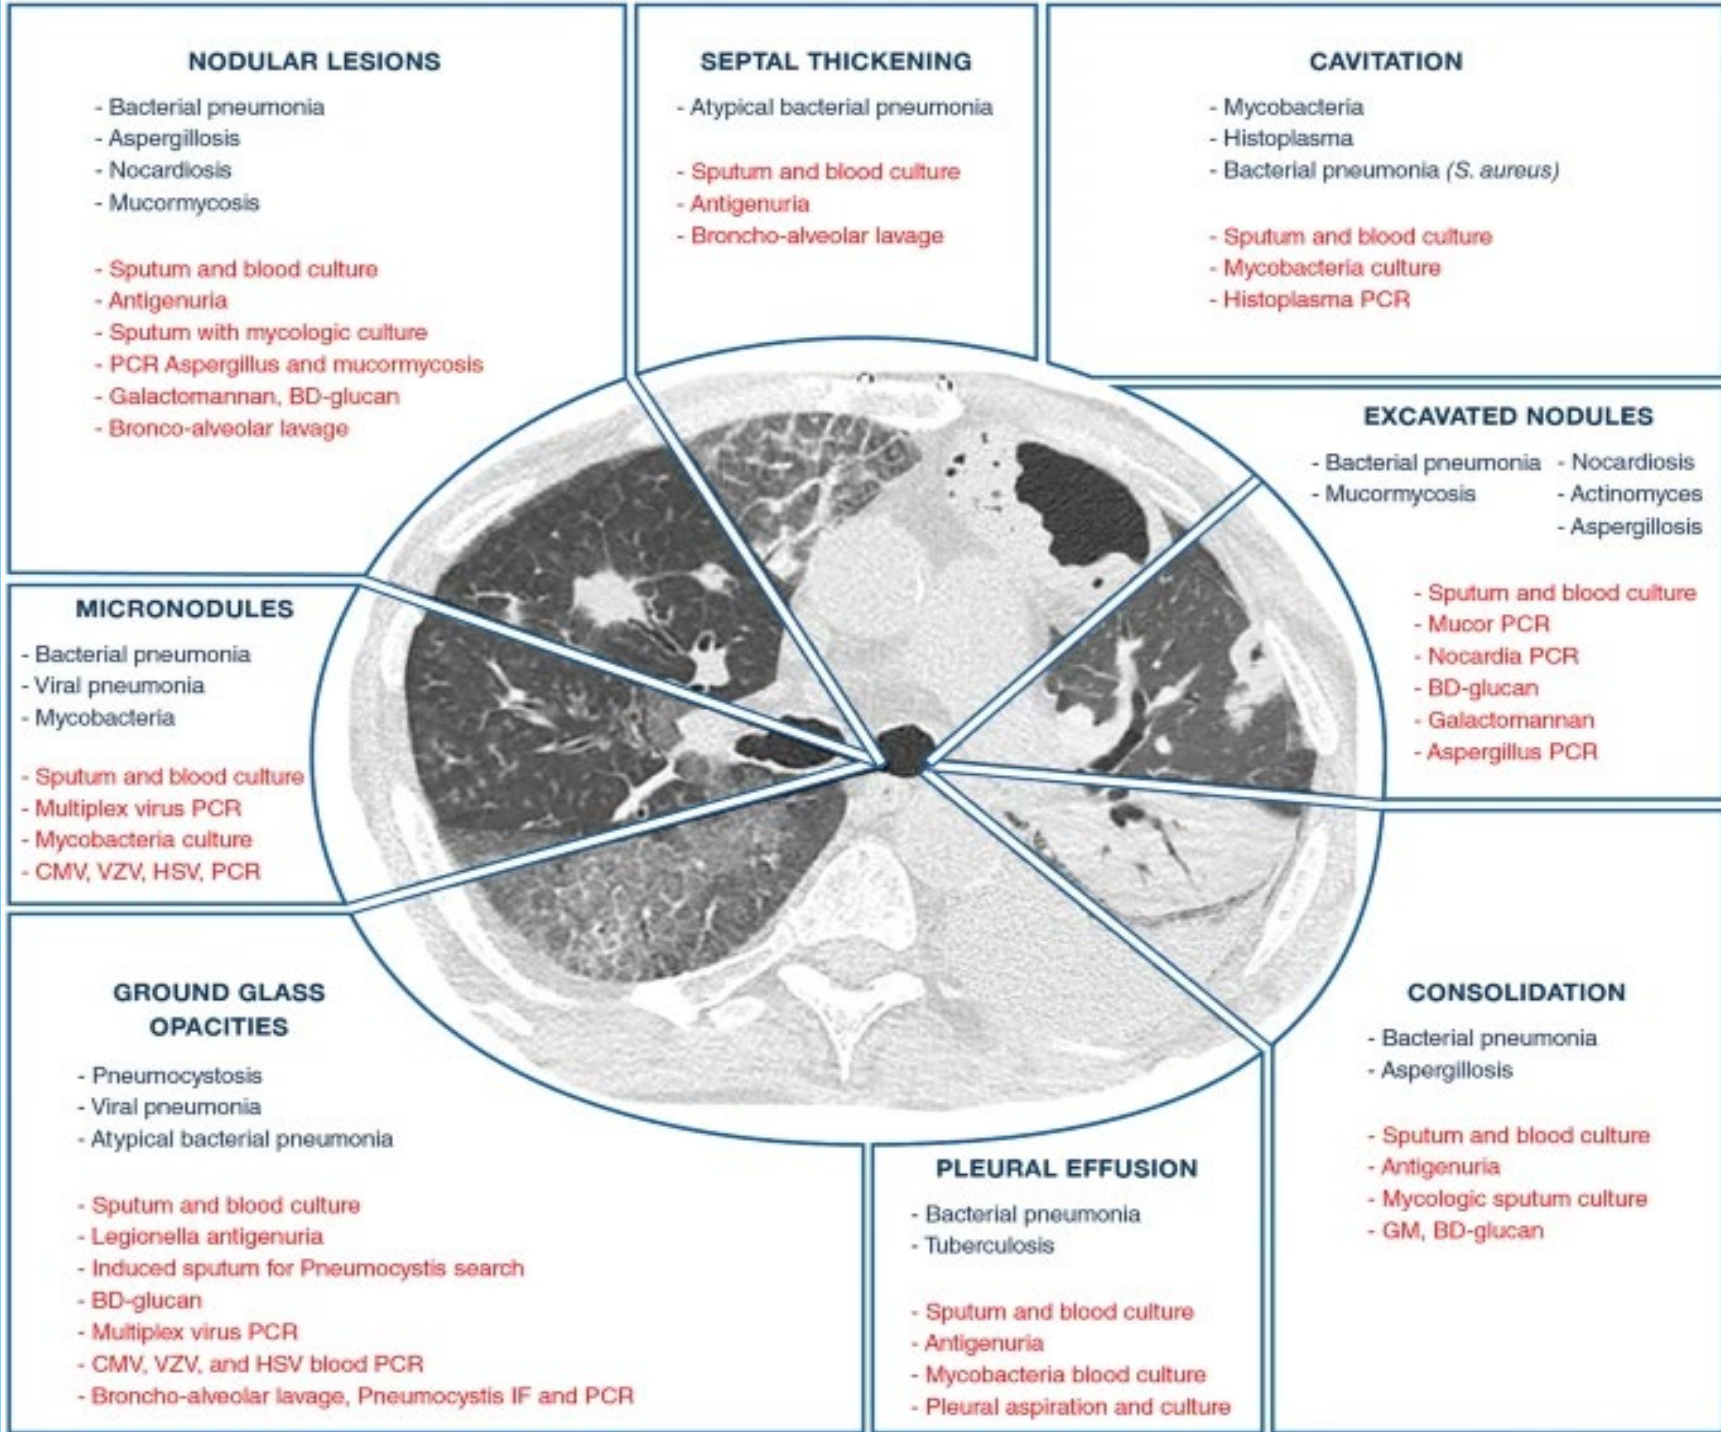 NODULAR LESIONS
- Bacterial pneumonia
- Aspergillosis
- Nocardiosis
- Mucormycosis
- Sputum and blood culture
- Antigenuria
- Sputum with mycologic culture
- PCR Aspergillus and mucormycosis
- Galactomannan, BD-glucan
- Bronco-alveolar lavage
SEPTAL THICKENING
- Atypical bacterial pneumonia
- Sputum and blood culture
- Antigenuria
- Broncho-alveolar lavage
CAVITATION
- Mycobacteria
- Histoplasma
- Bacterial pneumonia (S. aureus)
- Sputum and blood culture
- Mycobacteria culture
- Histoplasma PCR
EXCAVATED NODULES
- Bacterial pneumonia - Nocardiosis
- Mucormycosis - Actinomyces
- Aspergillosis
- Sputum and blood culture
- Mucor PCR
- Nocardia PCR
- BD-glucan
- Galactomannan
- Aspergillus PCR
MICRONODULES
- Bacterial pneumonia
- Viral pneumonia
- Mycobacteria
- Sputum and blood culture
- Multiplex virus PCR
- Mycobacteria culture
- CMV, VZV, HSV, PCR
GROUND GLASS
OPACITIES
- Pneumocystosis
- Viral pneumonia
- Atypical bacterial pneumonia
- Sputum and blood culture
- Legionella antigenuria
- Induced sputum for Pneumocystis search
- BD-glucan
- Multiplex virus PCR
- CMV, VZV, and HSV blood PCR
- Broncho-alveolar lavage, Pneumocystis IF and PCR
PLEURAL EFFUSION
- Bacterial pneumonia
- Tuberculosis
- Sputum and blood culture
- Antigenuria
- Mycobacteria blood culture
- Pleural aspiration and culture
CONSOLIDATION
- Bacterial pneumonia
- Aspergillosis
- Sputum and blood culture
- Antigenuria
- Mycologic sputum culture
- GM, BD-glucan